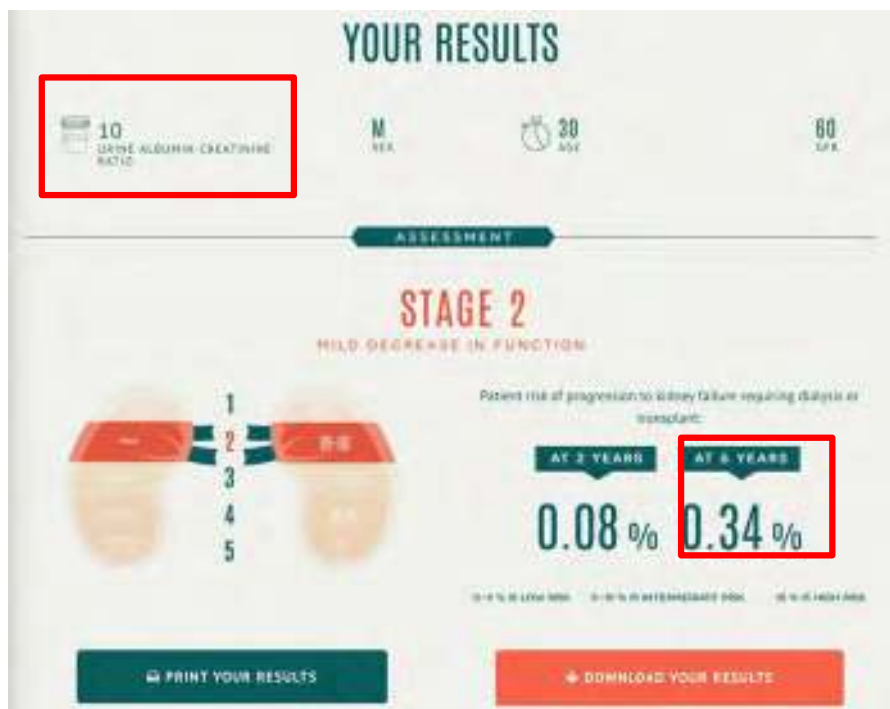 YOUR RESULTS
10
URINE ALBUMIN-CREATININE
RATIO
M
SEX
30
AGE
60
GFR
ASSESSMENT
STAGE 2
MILD DECREASE IN FUNCTION
1
2
3
4
5
Patient risk of progression to kidney failure requiring dialysis or
transplant:
AT 2 YEARS
AT 5 YEARS
0.08 %
0.34 %
PRINT YOUR RESULTS
DOWNLOAD YOUR RESULTS